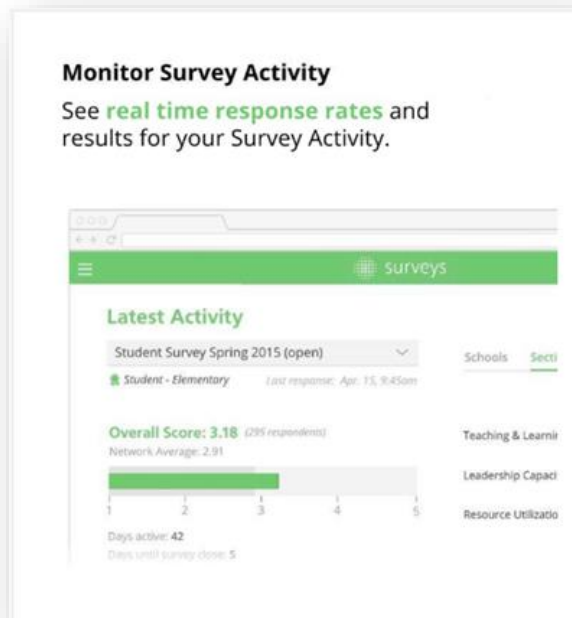 Monitor Survey Activity
See real time response rates and
results for your Survey Activity.
surveys
Latest Activity
Student Survey Spring 2015 (open)
Student - Elementary Last response: Apr. 15, 9:45am
Schools Secti
Overall Score: 3.18 (295 respondents)
Network Average: 2.91
1 2 3 4 5
Days active: 42
Days until survey close: 5
Teaching & Learnin
Leadership Capaci
Resource Utilizatio